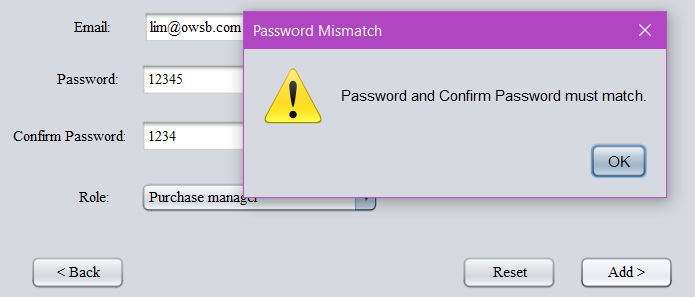 Email: lim@owsb.com
Password Mismatch
Password: 12345
Password and Confirm Password must match.
Confirm Password: 1234
OK
Role: Purchase manager
< Back Reset Add >